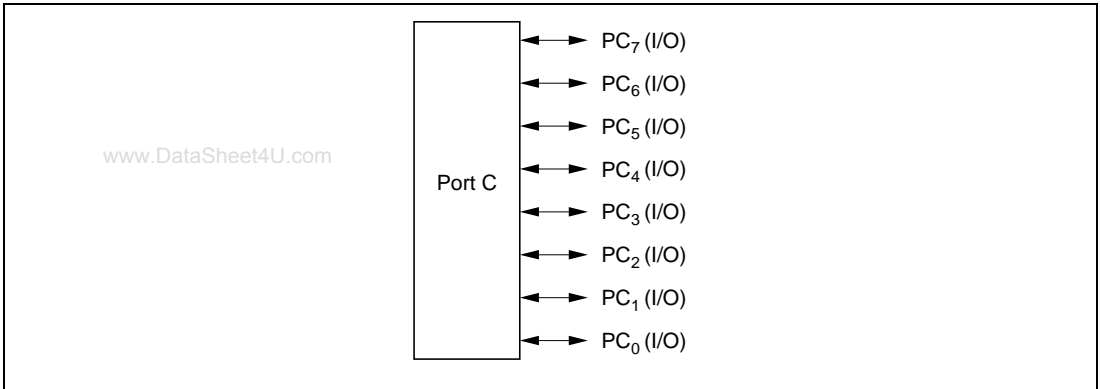 PC7 (I/O)
PC6 (I/O)
PC5 (I/O)
www.DataSheet4U.com
PC4 (I/O)
Port C
PC3 (I/O)
PC2 (I/O)
PC1 (I/O)
PC0 (I/O)